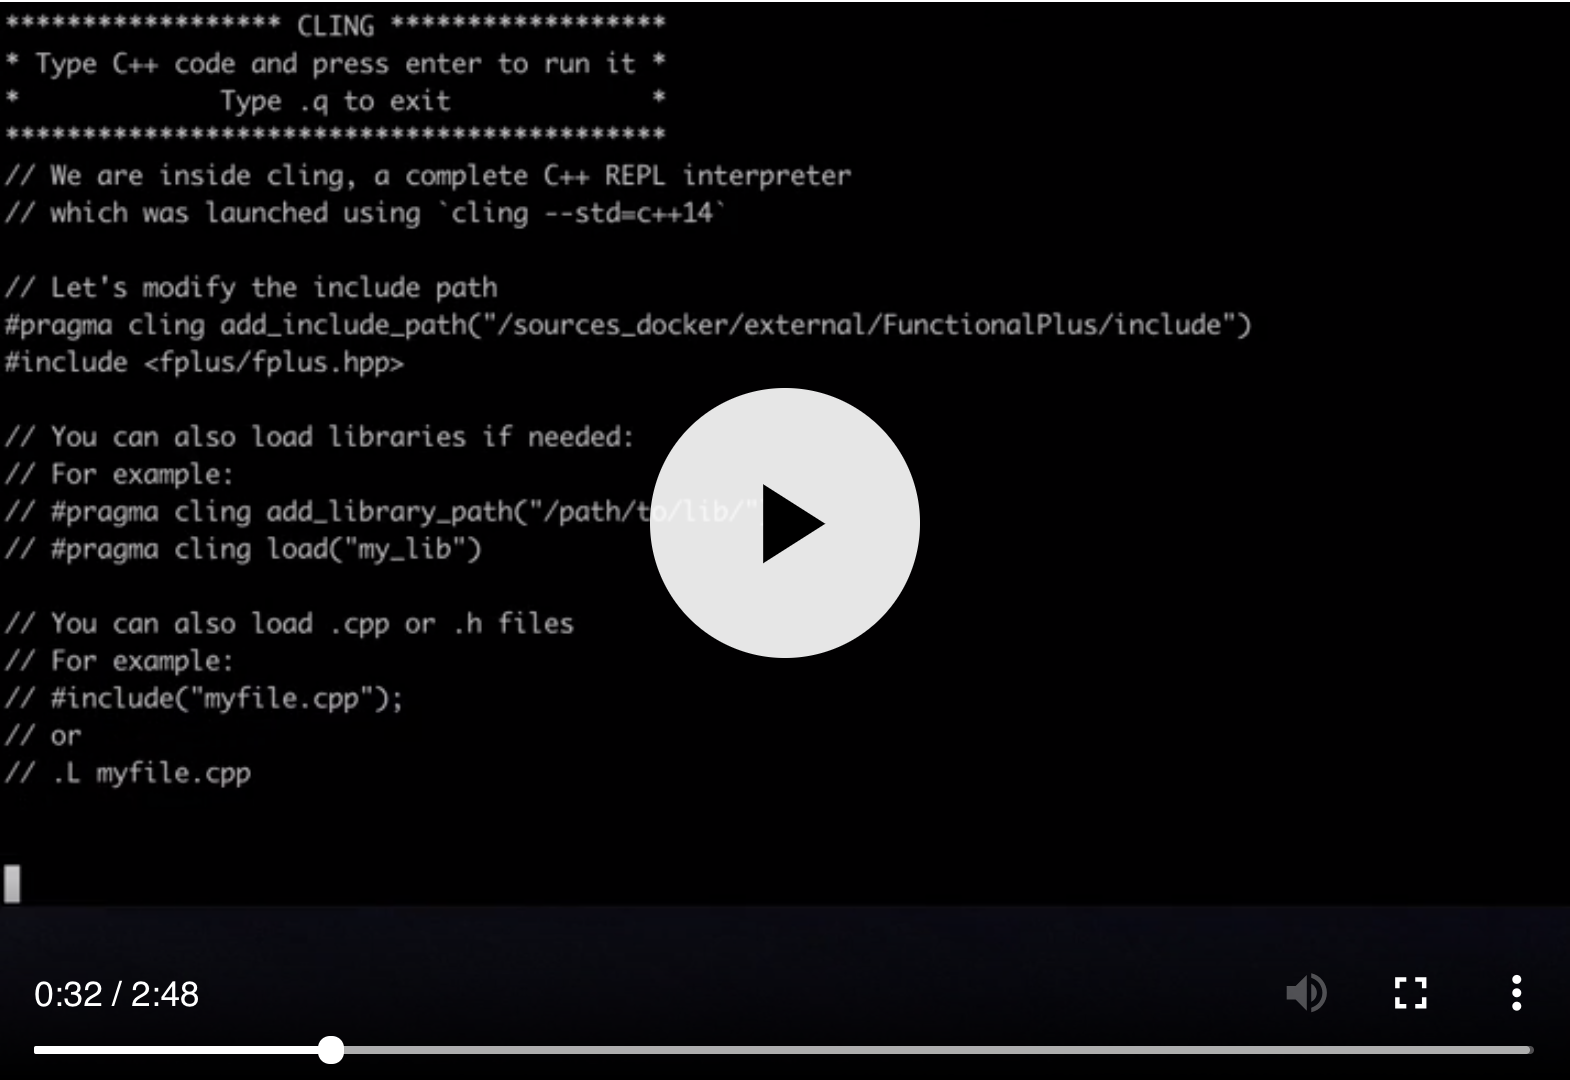 ****************** CLING ******************
* Type C++ code and press enter to run it *
*             Type .q to exit             *
*******************************************
// We are inside cling, a complete C++ REPL interpreter
// which was launched using `cling --std=c++14`
// Let's modify the include path
#pragma cling add_include_path("/sources_docker/external/FunctionalPlus/include")
#include <fplus/fplus.hpp>
// You can also load libraries if needed:
// For example:
// #pragma cling add_library_path("/path/to/lib/"
// #pragma cling load("my_lib")
// You can also load .cpp or .h files
// For example:
// #include("myfile.cpp");
// or
// .L myfile.cpp
0:32 / 2:48